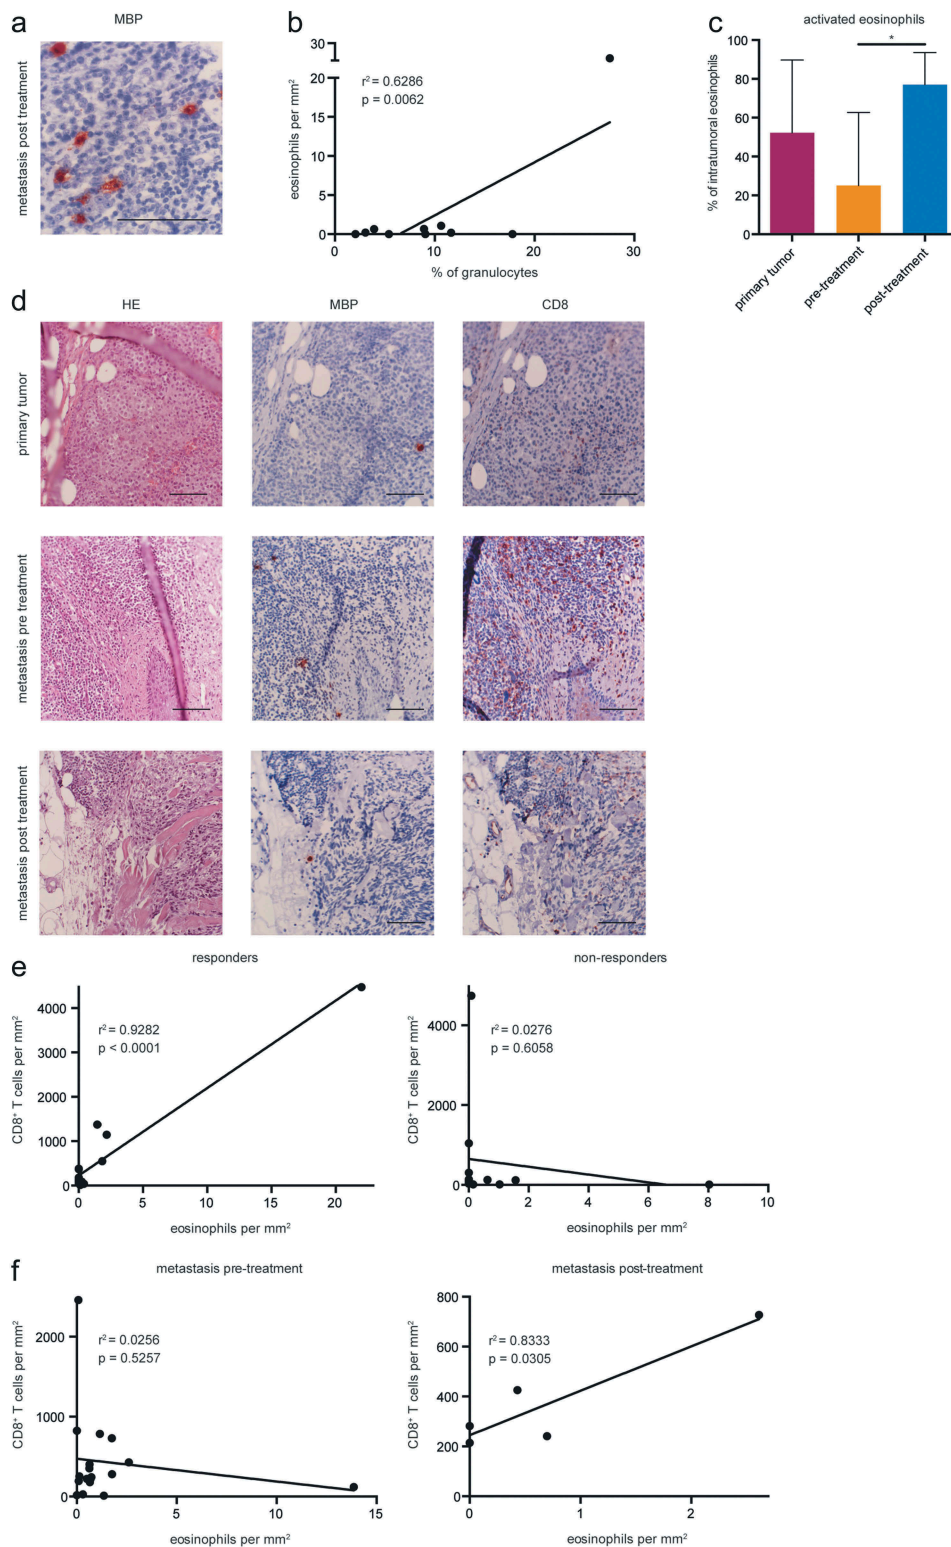 a
MBP
metastasis post treatment
b
30
20
15
10
5
0
eosinophils per mm²
r² = 0.6286
p = 0.0062
0
10
20
30
% of granulocytes
c
activated eosinophils
*
100
80
60
40
20
0
% of intratumoral eosinophils
primary tumor
pre-treatment
post-treatment
d
HE
MBP
CD8
primary tumor
metastasis pre treatment
metastasis post treatment
e
responders
CD8⁺ T cells per mm²
4000
3000
2000
1000
0
r² = 0.9282
p < 0.0001
0
5
10
15
20
eosinophils per mm²
non-responders
CD8⁺ T cells per mm²
4000
2000
0
r² = 0.0276
p = 0.6058
0
2
4
6
8
10
eosinophils per mm²
f
metastasis pre-treatment
CD8⁺ T cells per mm²
2000
1000
0
r² = 0.0256
p = 0.5257
0
5
10
15
eosinophils per mm²
metastasis post-treatment
CD8⁺ T cells per mm²
800
600
400
200
0
r² = 0.8333
p = 0.0305
0
1
2
eosinophils per mm²